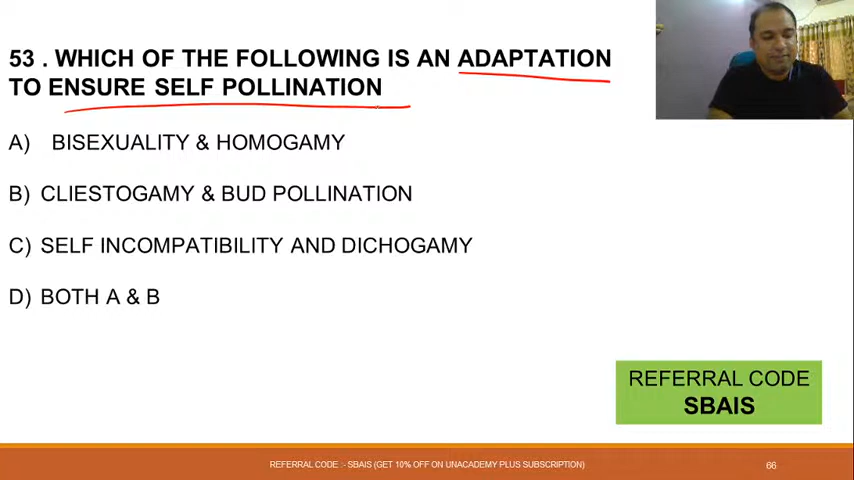 53 . WHICH OF THE FOLLOWING IS AN ADAPTATION
TO ENSURE SELF POLLINATION
A) BISEXUALITY & HOMOGAMY
B) CLIESTOGAMY & BUD POLLINATION
C) SELF INCOMPATIBILITY AND DICHOGAMY
D) BOTH A & B
REFERRAL CODE
SBAIS
REFERRAL CODE :- SBAIS (GET 10% OFF ON UNACADEMY PLUS SUBSCRIPTION)
66